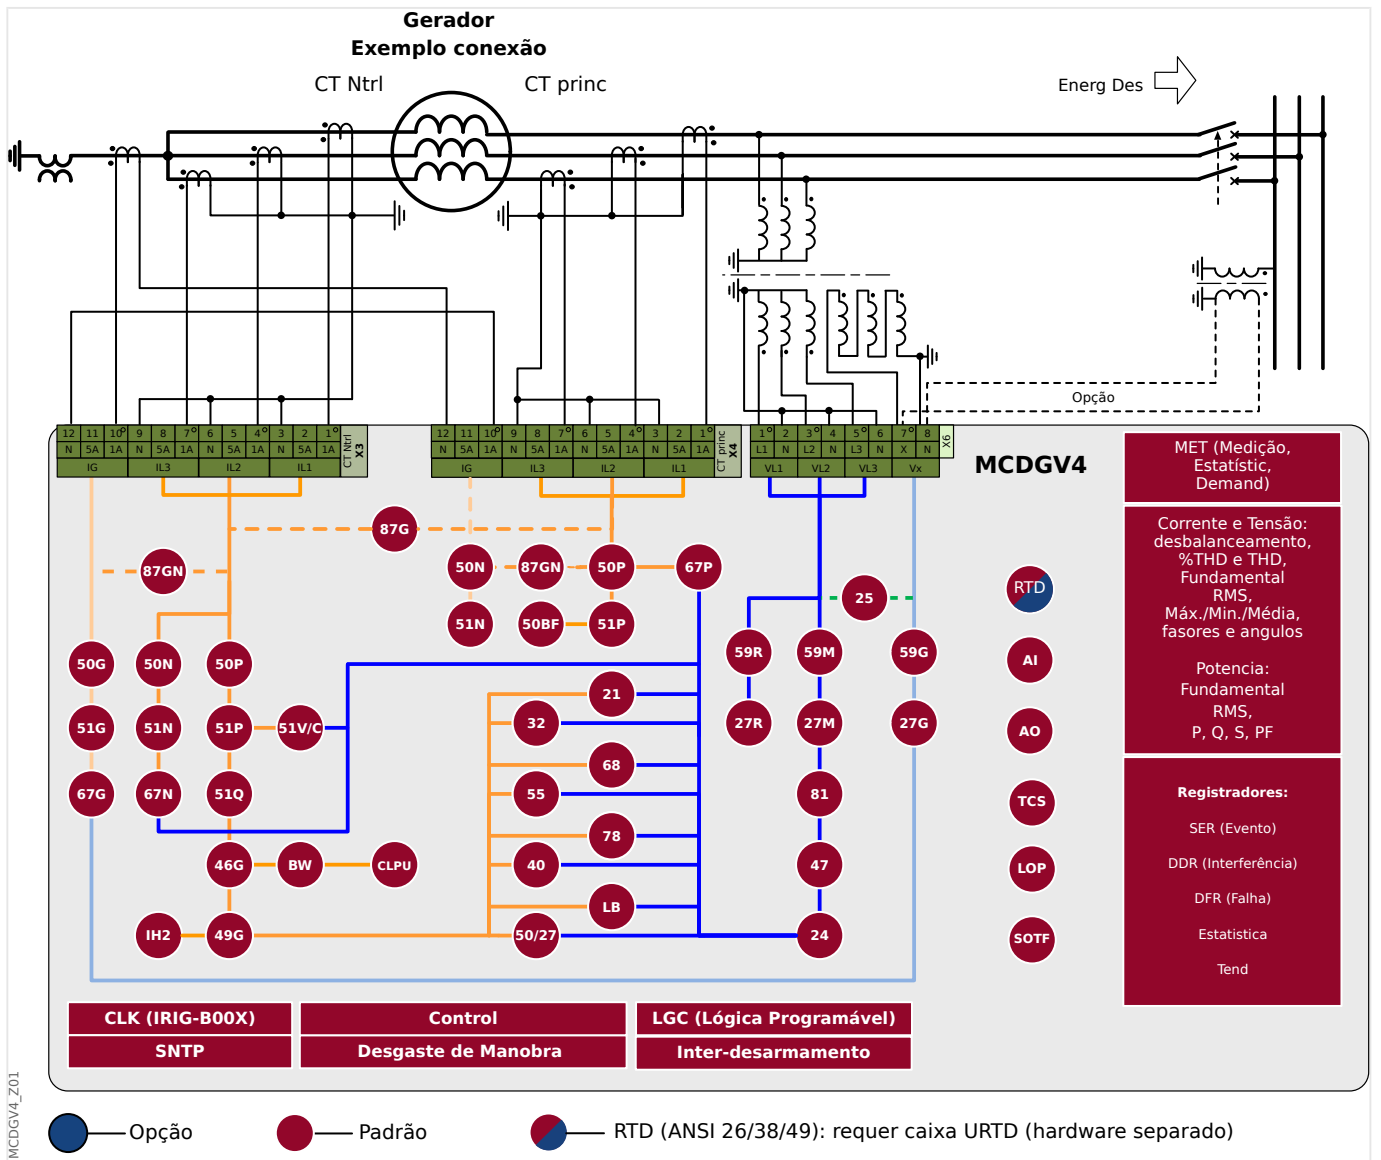 Gerador
Exemplo conexão
CT Ntrl
CT princ
Energ Des
Opção
12 11 10 9 8 7 6 5 4 3 2 1
N 5A 1A N 5A 1A N 5A 1A N 5A 1A
IG IL3 IL2 IL1
CT Ntrl
X3
12 11 10 9 8 7 6 5 4 3 2 1
N 5A 1A N 5A 1A N 5A 1A N 5A 1A
IG IL3 IL2 IL1
CT princ
X4
1 2 3 4 5 6 7 8
L1 N L2 N L3 N X N
VL1 VL2 VL3 Vx
X6
MCDGV4
87G
87GN
50N 87GN 50P 67P
51N 50BF 51P
25
50G 50N 50P
59R 59M 59G
51G 51N 51P 51V/C
27R 27M 27G
67G 67N 51Q
46G BW CLPU
IH2 49G
21
32
68
55
78
40
LB
50/27
81
47
24
RTD
AI
AO
TCS
LOP
SOTF
MET (Medição,
Estatístic,
Demand)
Corrente e Tensão:
desbalanceamento,
%THD e THD,
Fundamental
RMS,
Máx./Min./Média,
fasores e angulos
Potencia:
Fundamental
RMS,
P, Q, S, PF
Registradores:
SER (Evento)
DDR (Interferência)
DFR (Falha)
Estatistica
Tend
CLK (IRIG-B00X)
Control
LGC (Lógica Programável)
SNTP
Desgaste de Manobra
Inter-desarmamento
MCDGV4_Z01
Opção
Padrão
RTD (ANSI 26/38/49): requer caixa URTD (hardware separado)